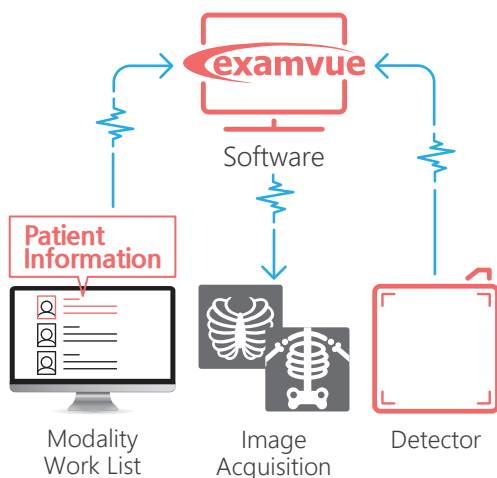 examvue
Software
Patient
Information
Modality
Work List
Image
Acquisition
Detector